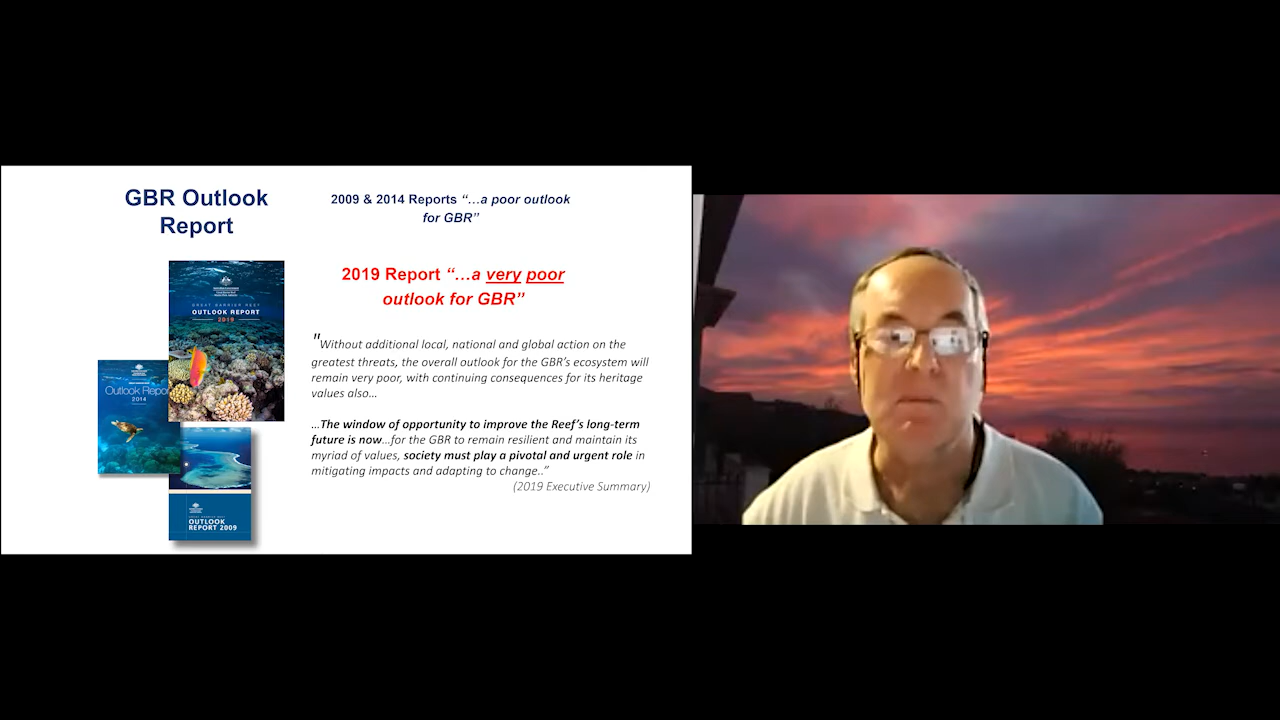 GBR Outlook
Report
2009 & 2014 Reports “…a poor outlook
for GBR”
2019 Report “…a very poor
outlook for GBR”
"Without additional local, national and global action on the
greatest threats, the overall outlook for the GBR’s ecosystem will
remain very poor, with continuing consequences for its heritage
values also…
…The window of opportunity to improve the Reef’s long-term
future is now…for the GBR to remain resilient and maintain its
myriad of values, society must play a pivotal and urgent role in
mitigating impacts and adapting to change..”
(2019 Executive Summary)
GREAT BARRIER REEF
OUTLOOK REPORT
2019
Outlook Repor
2014
OUTLOOK
REPORT 2009